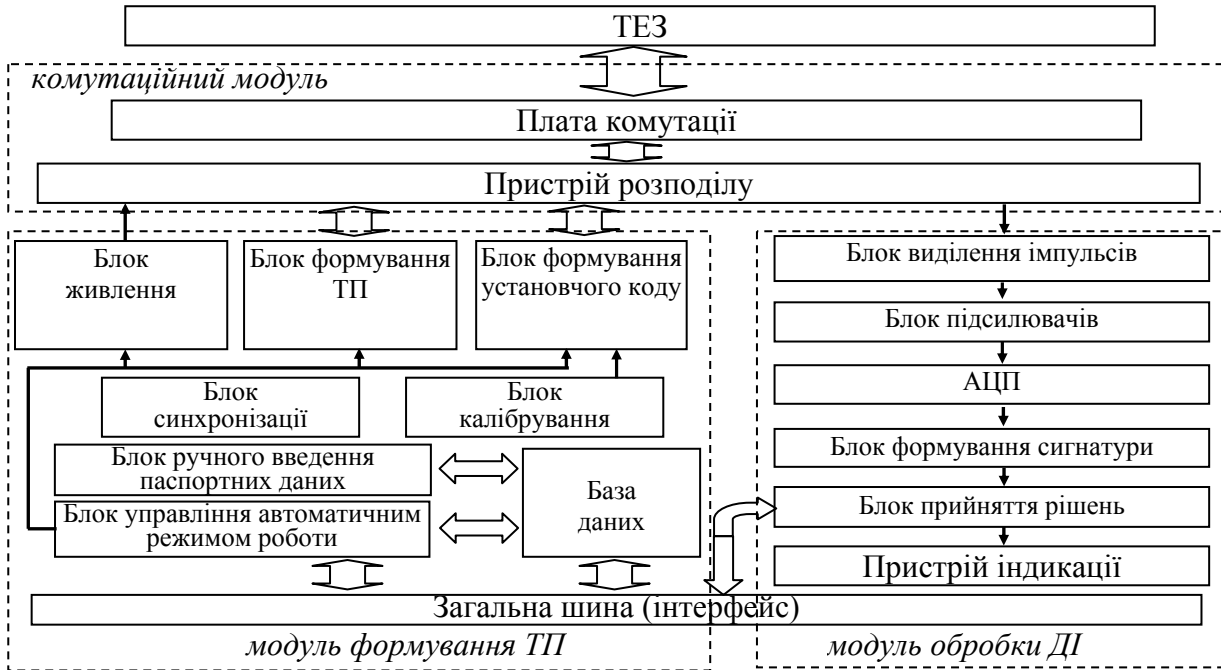 ТЕЗ
комутаційний модуль
Плата комутації
Пристрій розподілу
Блок
живлення
Блок формування
ТП
Блок формування
установчого коду
Блок
синхронізації
Блок
калібрування
Блок ручного введення
паспортних даних
Блок управління автоматичним
режимом роботи
База
даних
Блок виділення імпульсів
Блок підсилювачів
АЦП
Блок формування сигнатури
Блок прийняття рішень
Пристрій індикації
Загальна шина (інтерфейс)
модуль формування ТП
модуль обробки ДІ